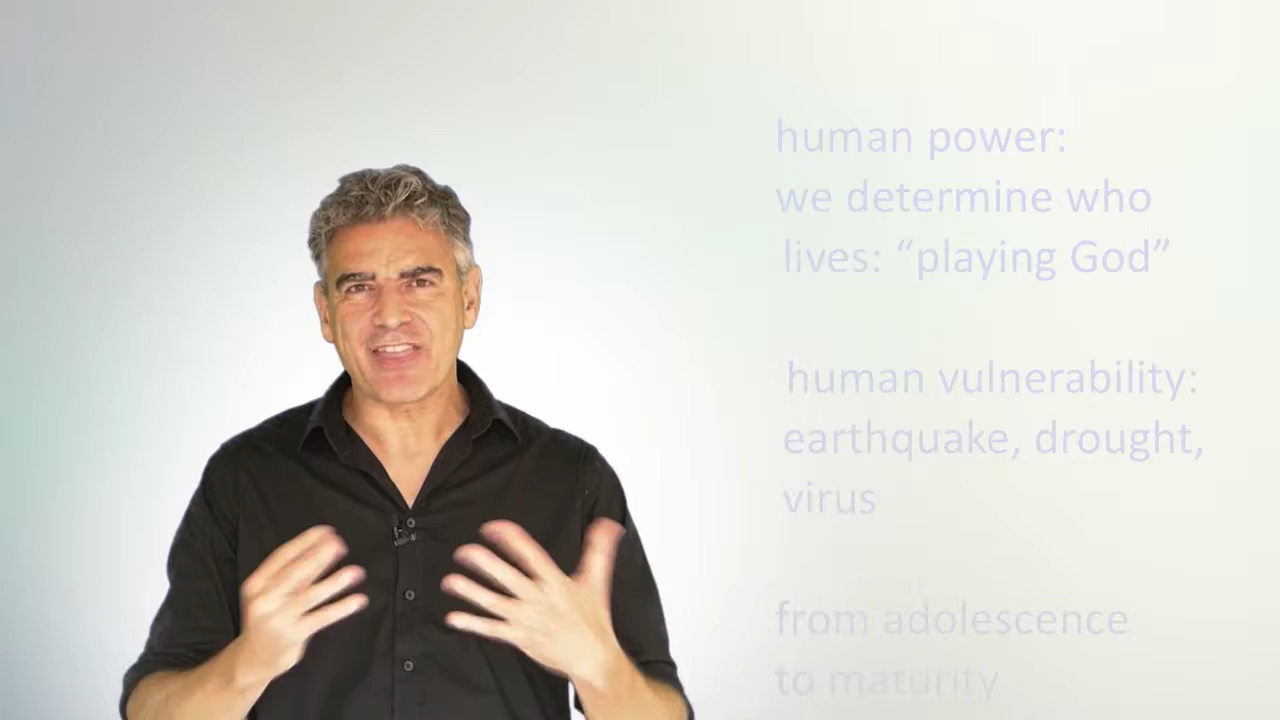 human power:
we determine who
lives: “playing God”
human vulnerability:
earthquake, drought,
virus
from adolescence
to maturity